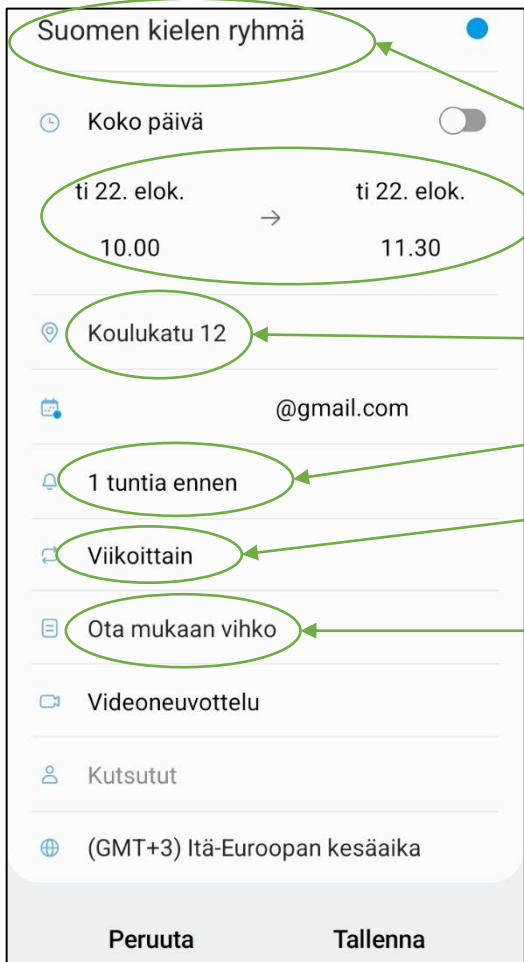 Suomen kielen ryhmä
Koko päivä
ti 22. elok. → ti 22. elok.
10.00 11.30
Koulukatu 12
@gmail.com
1 tuntia ennen
Viikoittain
Ota mukaan vihko
Videoneuvottelu
Kutsutut
(GMT+3) Itä-Euroopan kesäaika
Peruuta Tallenna